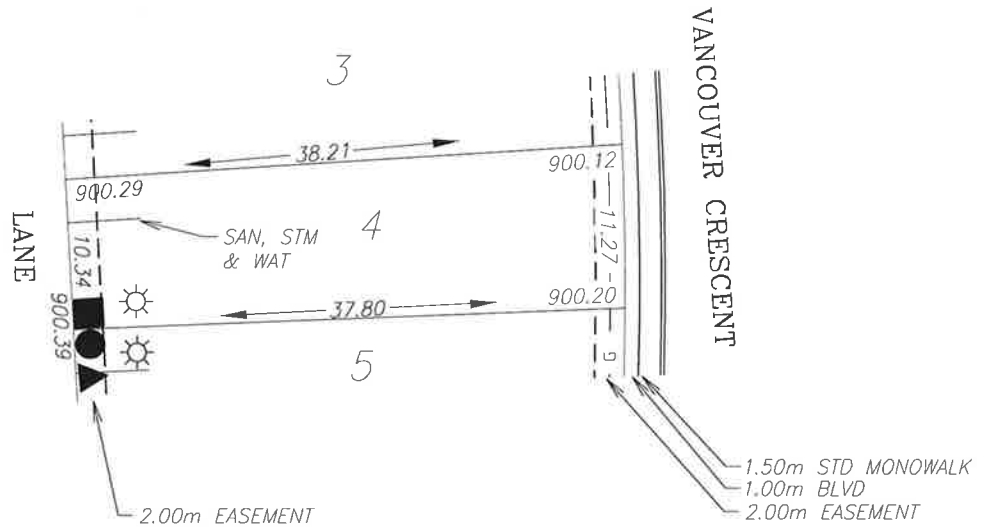 VANCOUVER CRESCENT
3
38.21
900.29
900.12
LANE
SAN, STM
& WAT
4
11.27
10.34
900.39
37.80
900.20
5
G
1.50m STD MONOWALK
1.00m BLVD
2.00m EASEMENT
2.00m EASEMENT